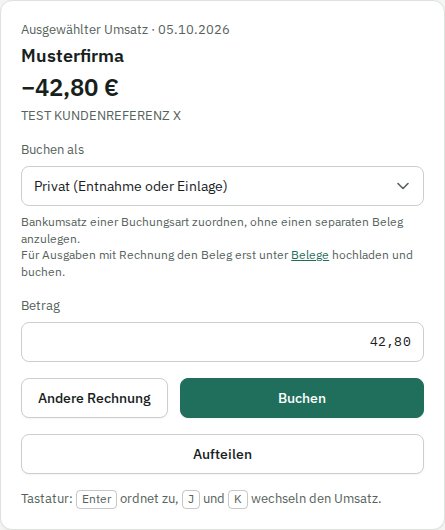 Ausgewählter Umsatz · 05.10.2026
Musterfirma
−42,80 €
TEST KUNDENREFERENZ X
Buchen als
Privat (Entnahme oder Einlage)
Bankumsatz einer Buchungsart zuordnen, ohne einen separaten Beleg
anzulegen.
Für Ausgaben mit Rechnung den Beleg erst unter Belege hochladen und
buchen.
Betrag
42,80
Andere Rechnung Buchen
Aufteilen
Tastatur: Enter ordnet zu, J und K wechseln den Umsatz.